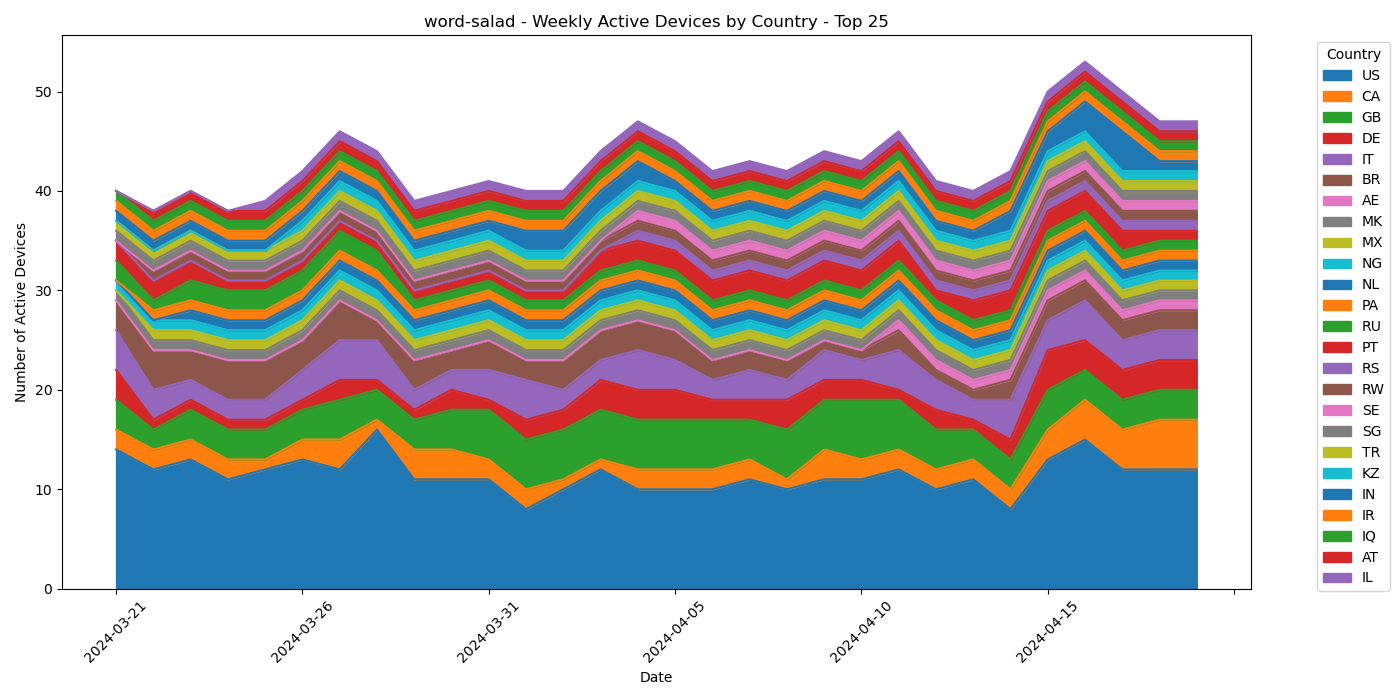 word-salad - Weekly Active Devices by Country - Top 25
Number of Active Devices
50
40
30
20
10
0
2024-03-21
2024-03-26
2024-03-31
2024-04-05
2024-04-10
2024-04-15
Date
Country
US
CA
GB
DE
IT
BR
AE
MK
MX
NG
NL
PA
RU
PT
RS
RW
SE
SG
TR
KZ
IN
IR
IQ
AT
IL